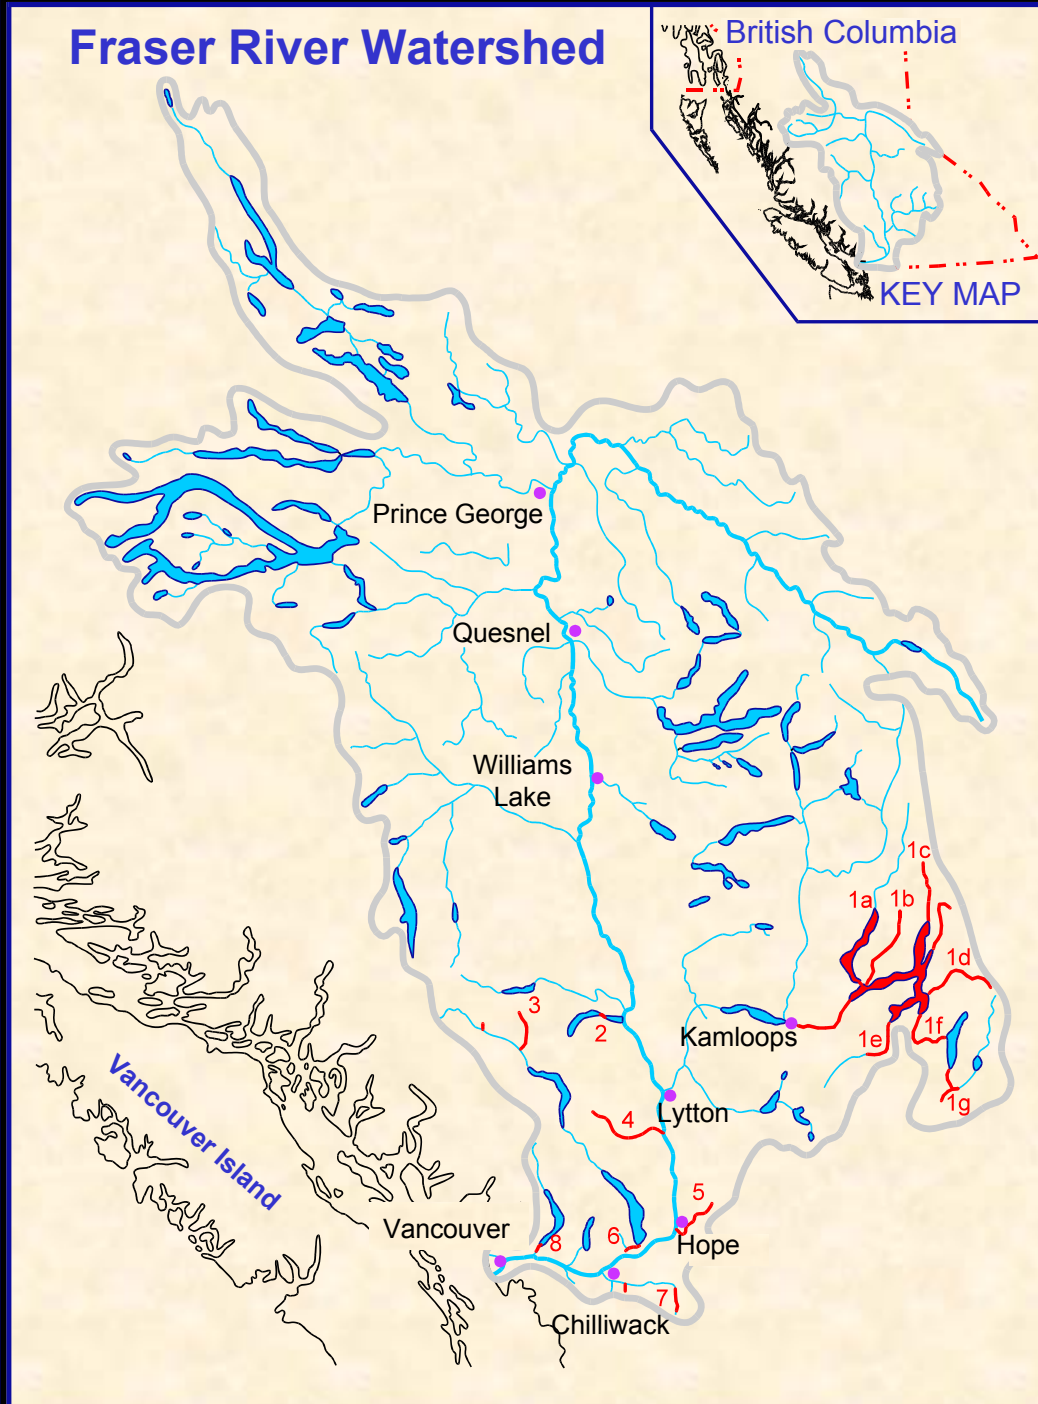 Fraser River Watershed
British Columbia
KEY MAP
Prince George
Quesnel
Williams
Lake
1c
1a
1b
1d
3
2
Kamloops
1e
1f
1g
Lytton
4
Vancouver Island
5
Vancouver
6
8
Hope
7
Chilliwack